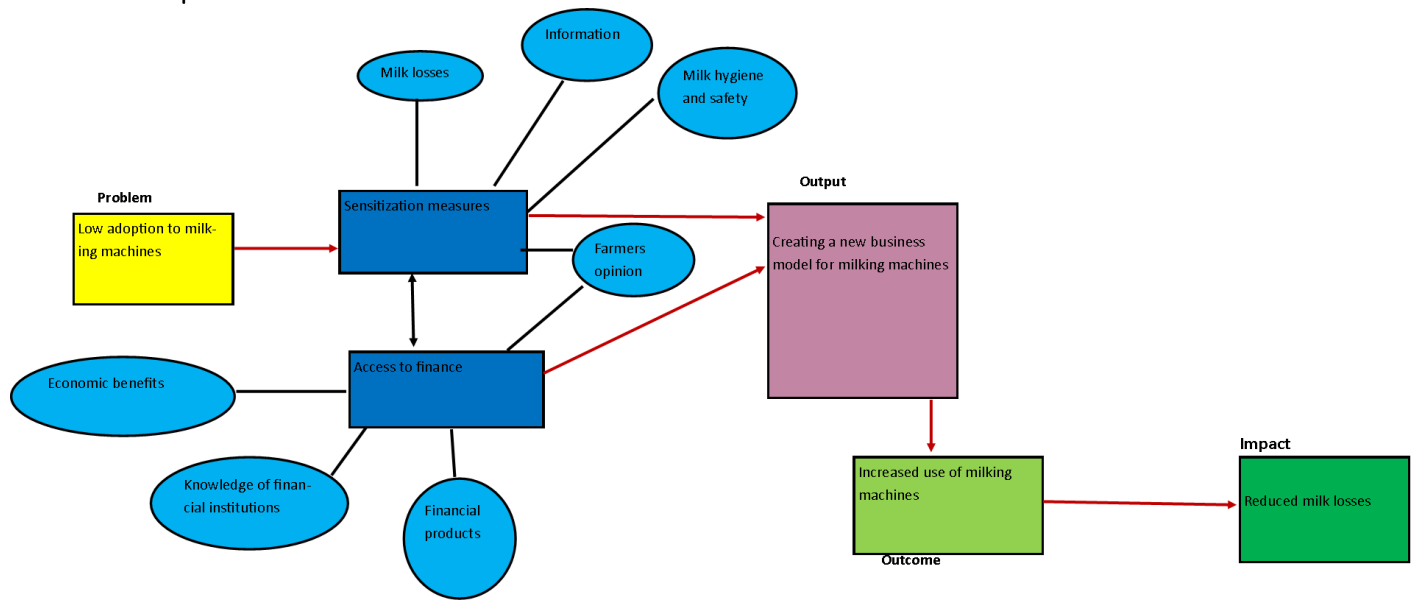 Information
Milk losses
Milk hygiene
and safety
Problem
Output
Sensitization measures
Low adoption to milk-
ing machines
Farmers
opinion
Creating a new business
model for milking machines
Access to finance
Economic benefits
Knowledge of finan-
cial institutions
Financial
products
Increased use of milking
machines
Outcome
Impact
Reduced milk losses